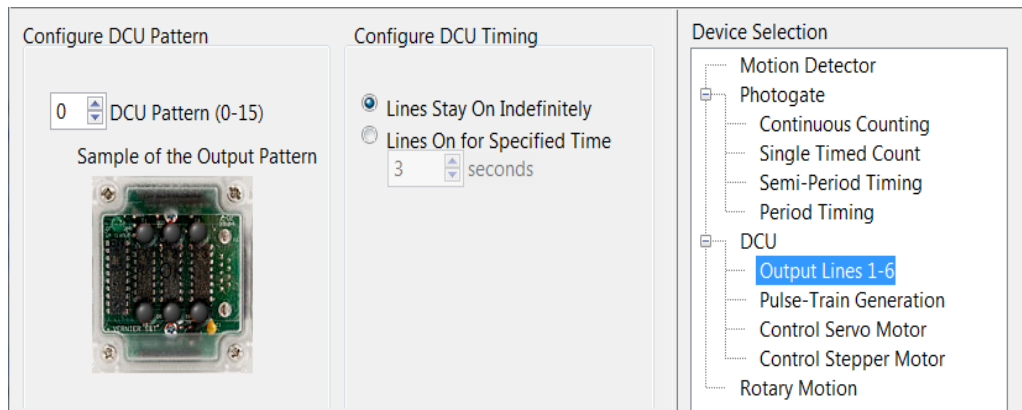 Configure DCU Pattern
0 DCU Pattern (0-15)
Sample of the Output Pattern
VERNIER
Configure DCU Timing
Lines Stay On Indefinitely
Lines On for Specified Time
3 seconds
Device Selection
Motion Detector
Photogate
Continuous Counting
Single Timed Count
Semi-Period Timing
Period Timing
DCU
Output Lines 1-6
Pulse-Train Generation
Control Servo Motor
Control Stepper Motor
Rotary Motion